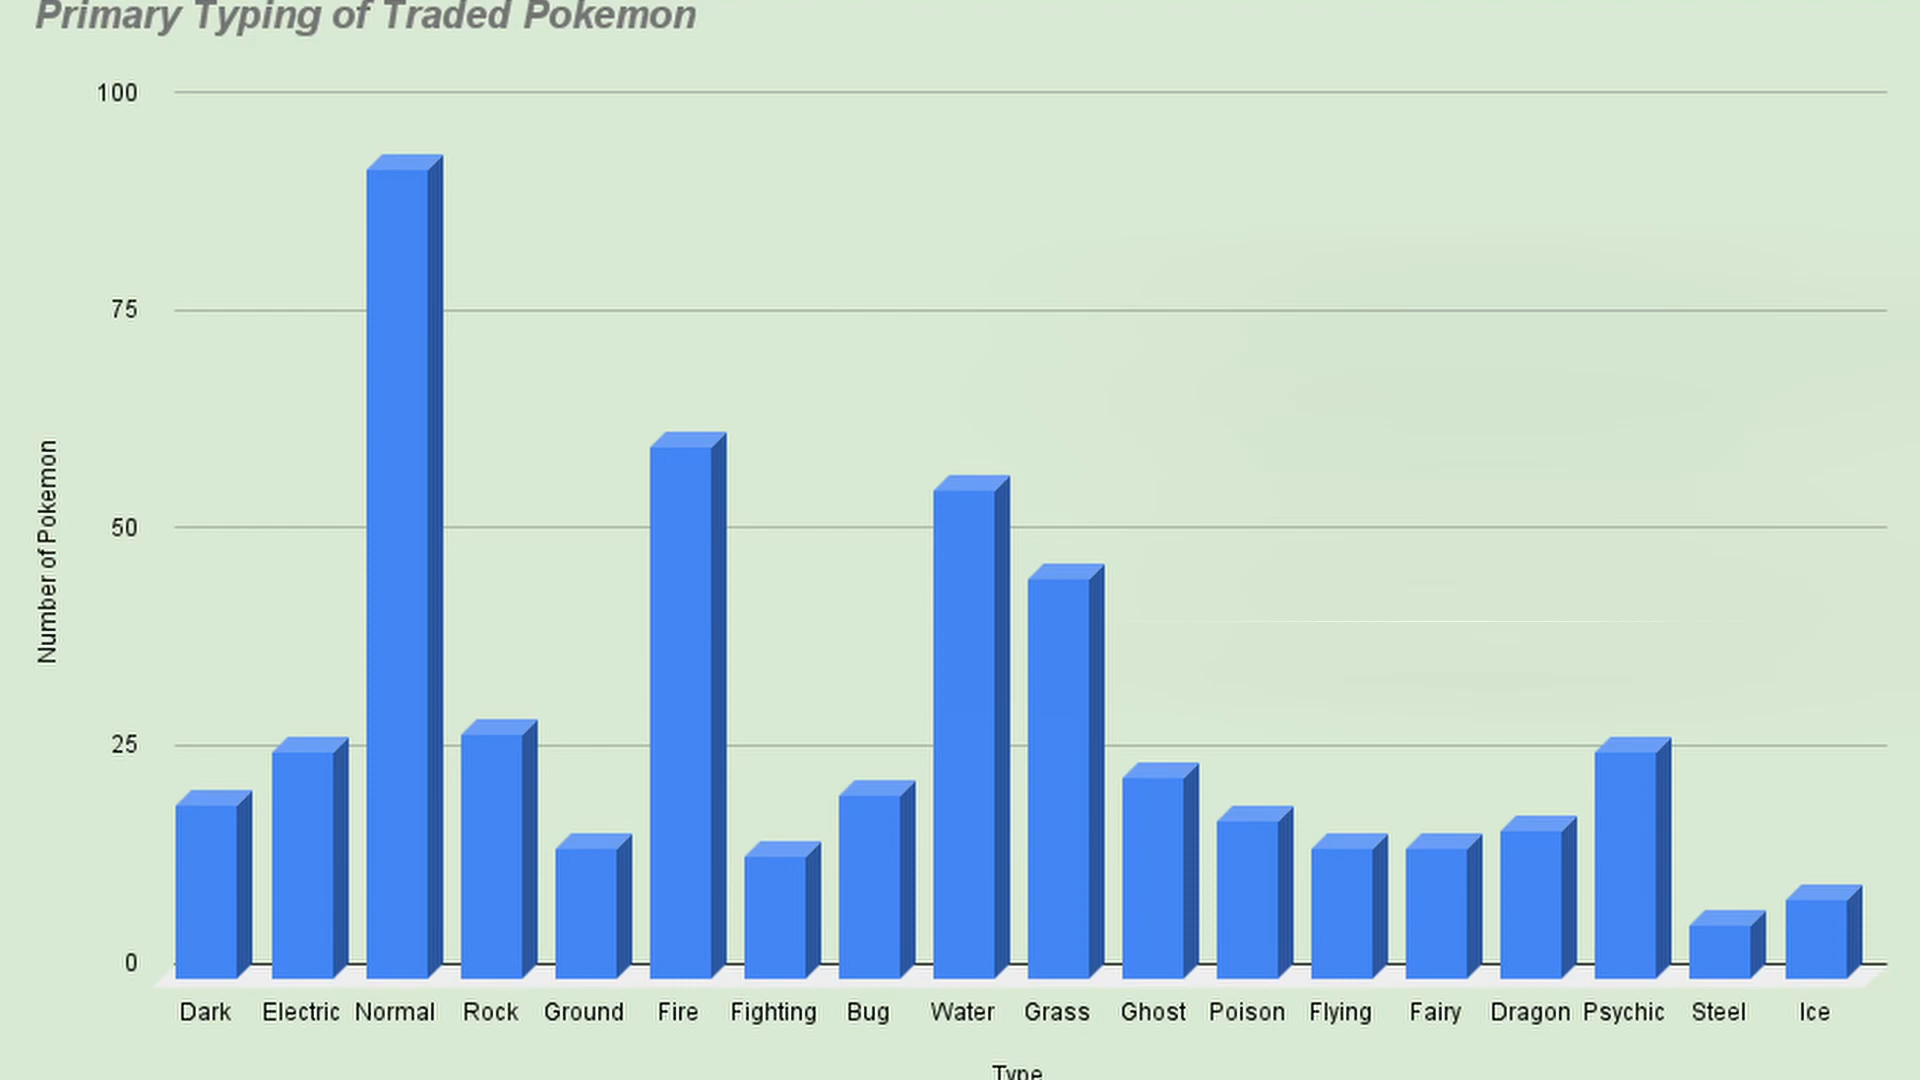 Primary Typing of Traded Pokemon
100
75
50
25
0
Number of Pokemon
Dark Electric Normal Rock Ground Fire Fighting Bug Water Grass Ghost Poison Flying Fairy Dragon Psychic Steel Ice
Type